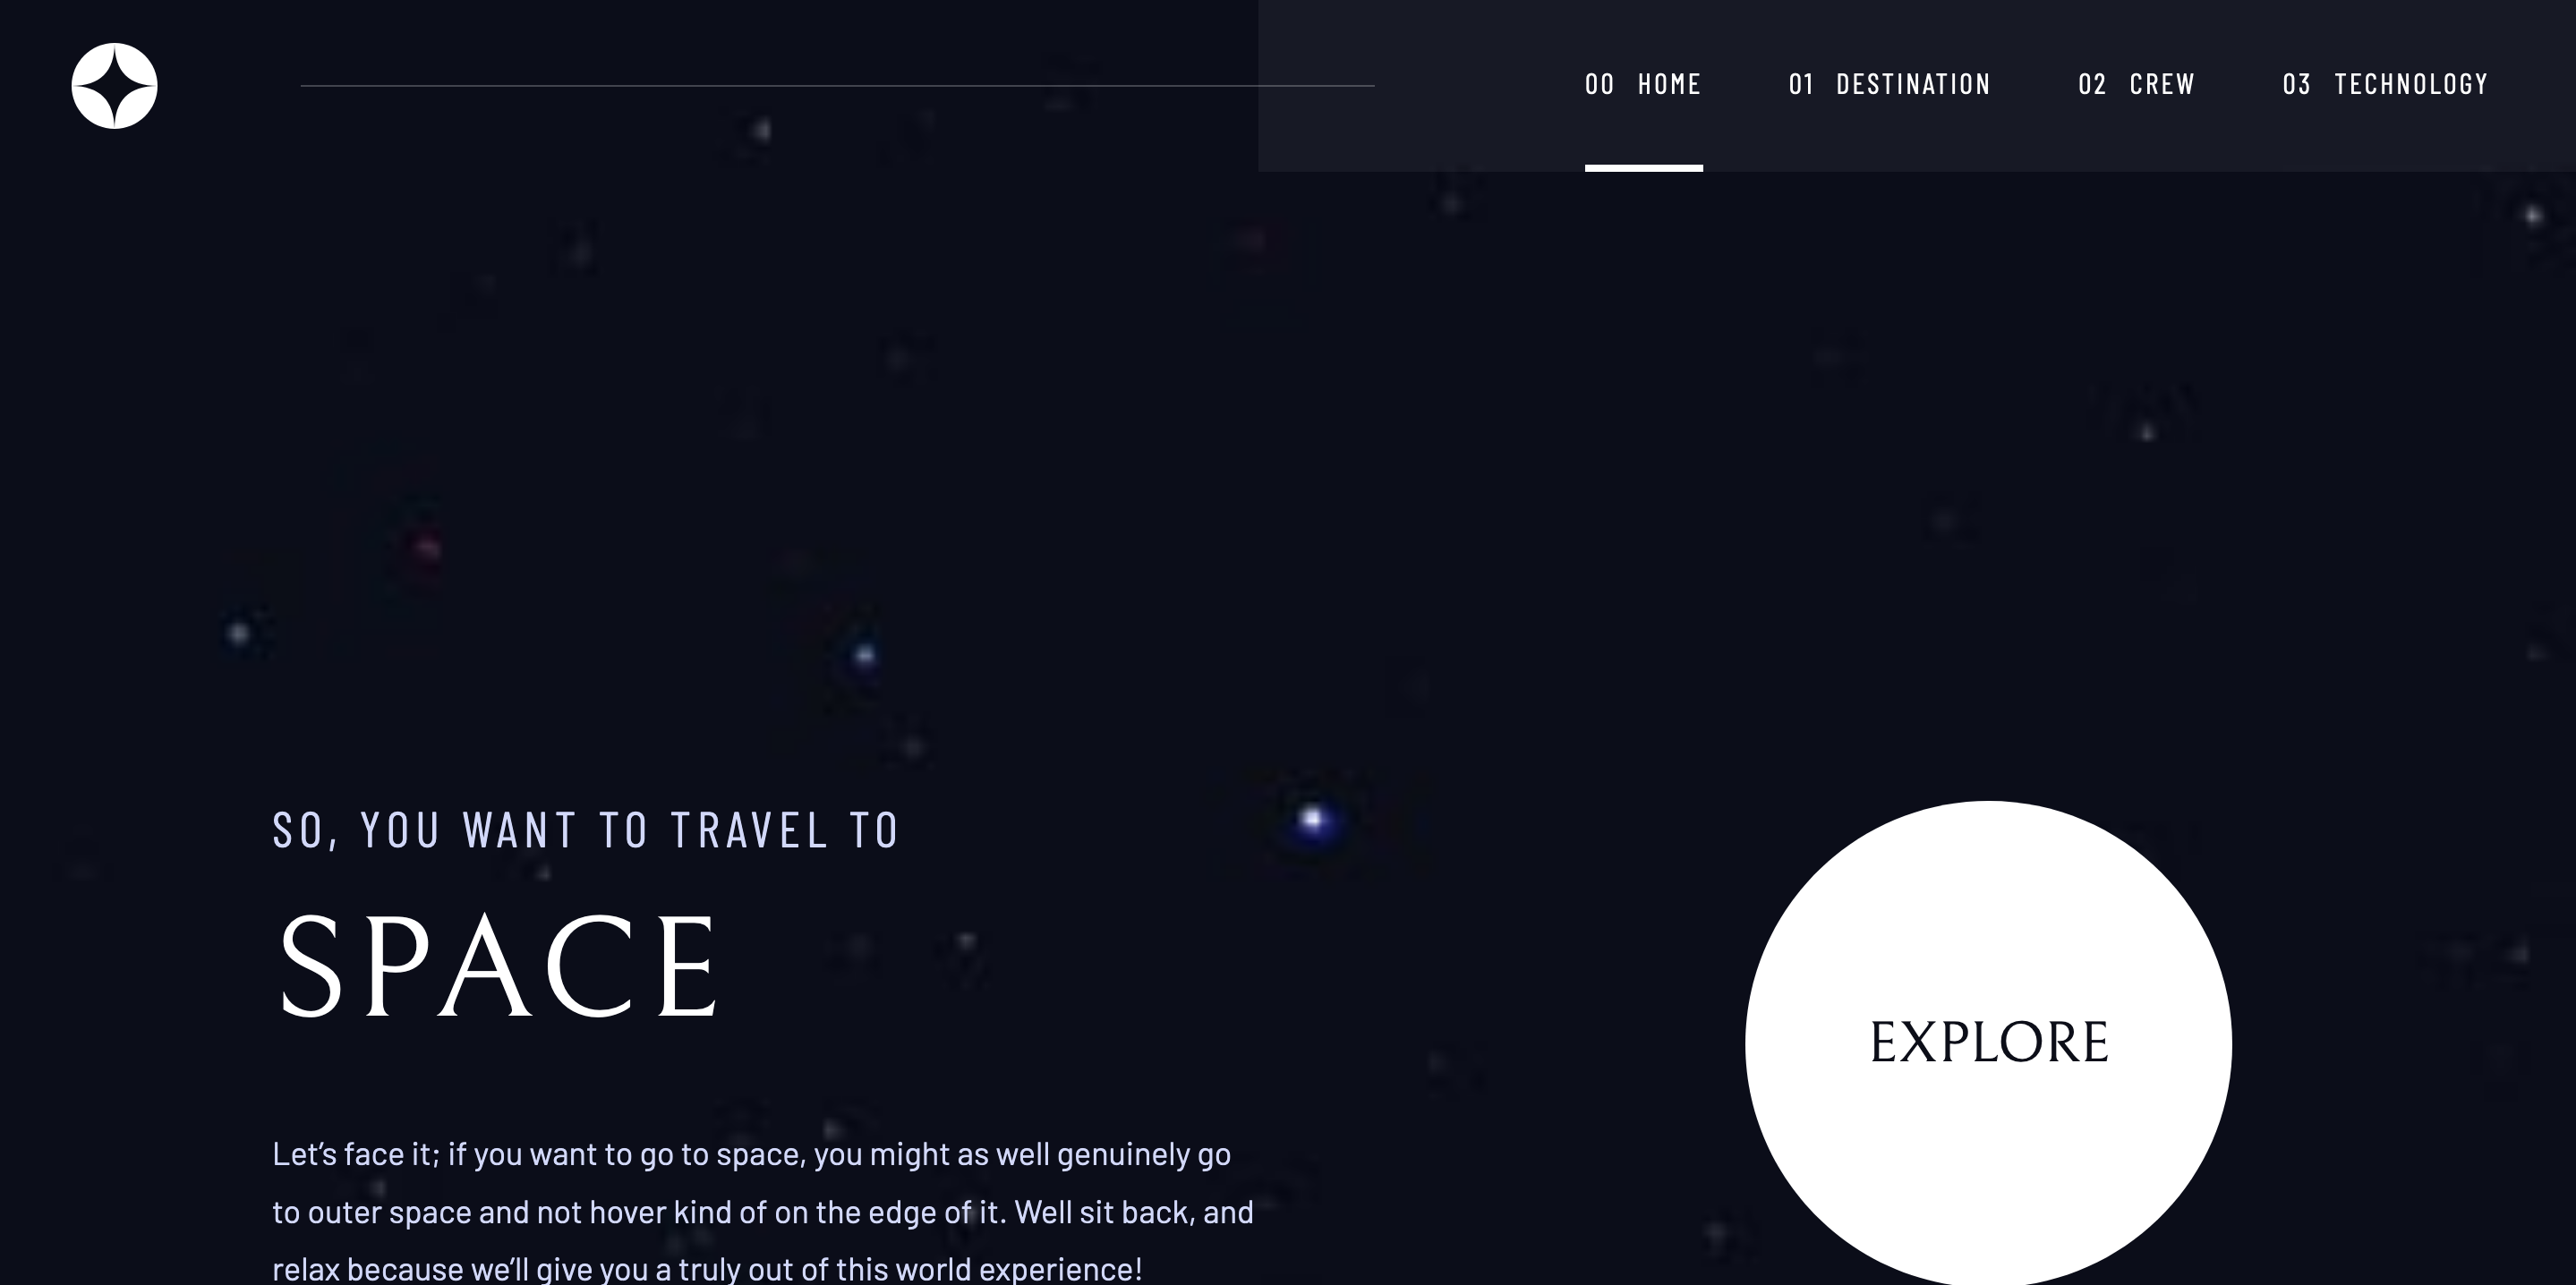 00 HOME 01 DESTINATION 02 CREW 03 TECHNOLOGY
SO, YOU WANT TO TRAVEL TO
SPACE
Let’s face it; if you want to go to space, you might as well genuinely go
to outer space and not hover kind of on the edge of it. Well sit back, and
relax because we’ll give you a truly out of this world experience!
EXPLORE